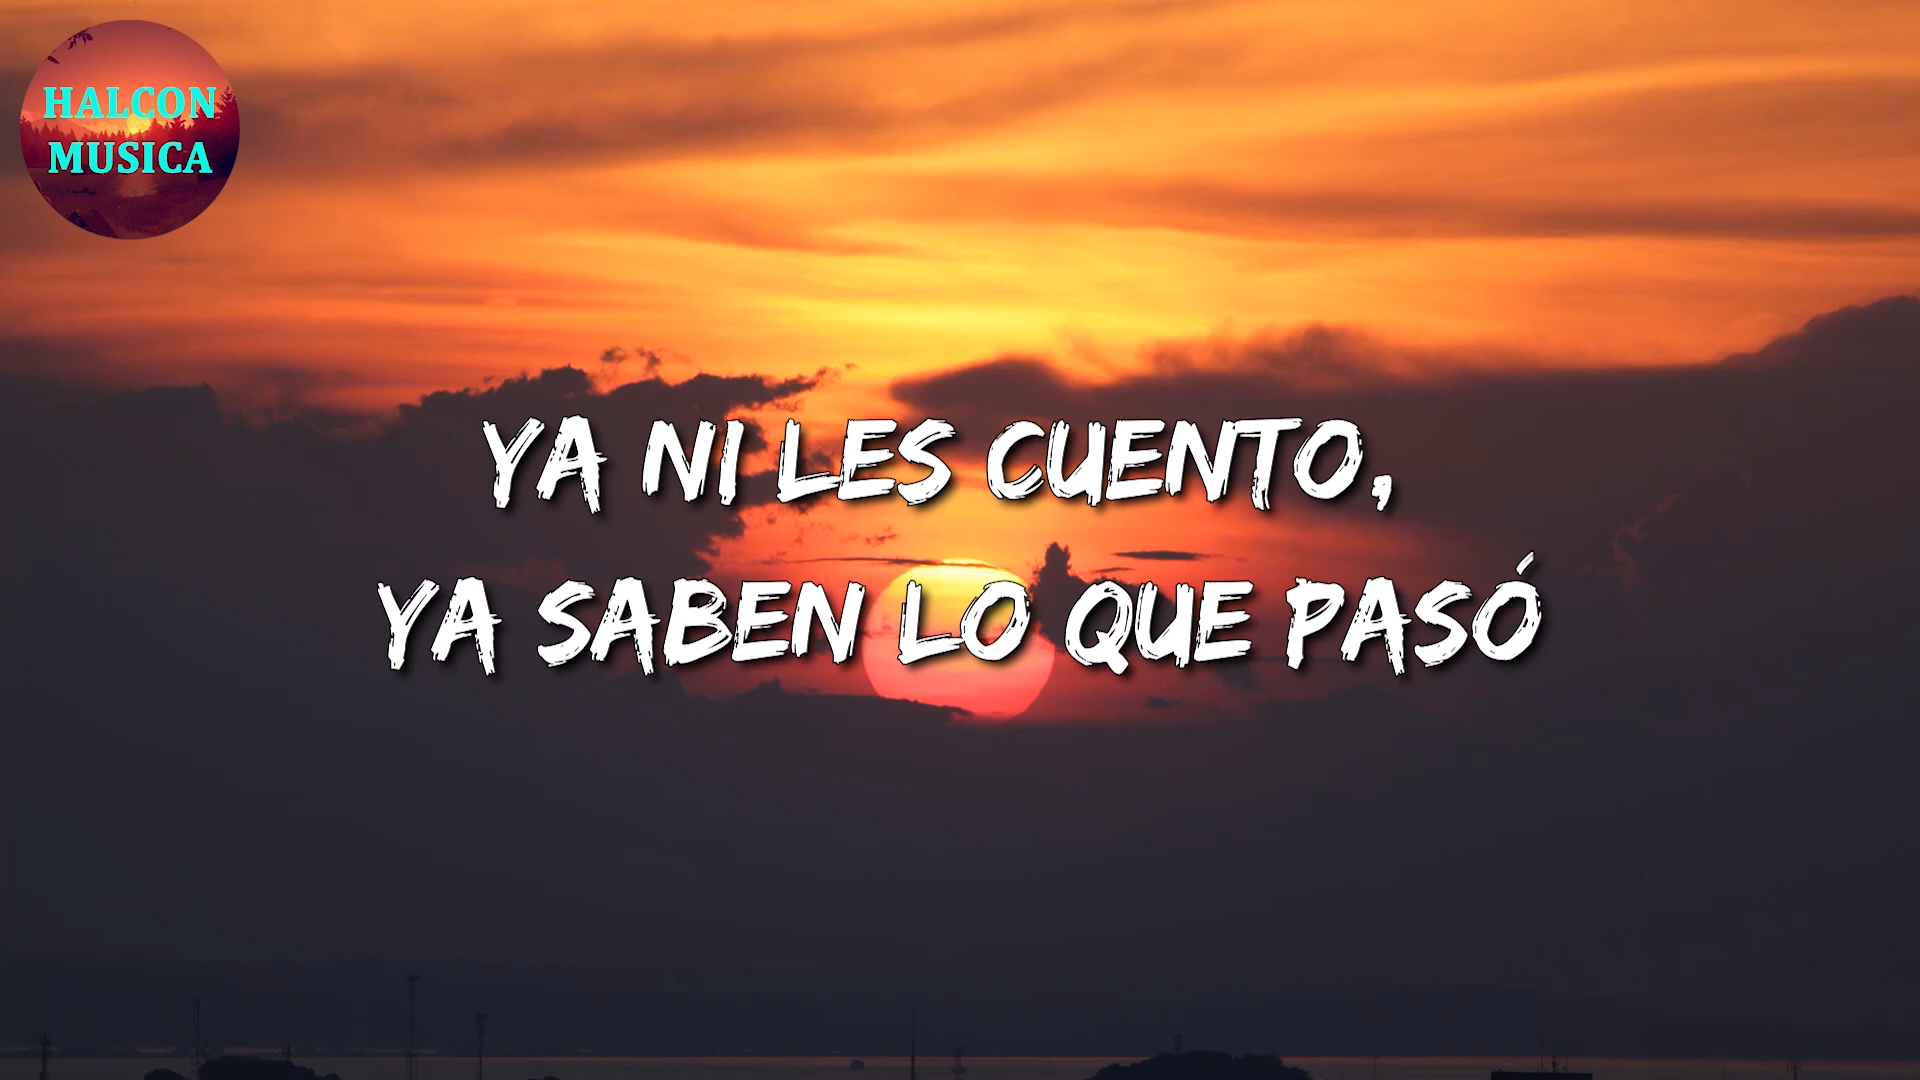 HALCON
MUSICA
YA NI LES CUENTO,
YA SABEN LO QUE PASÓ